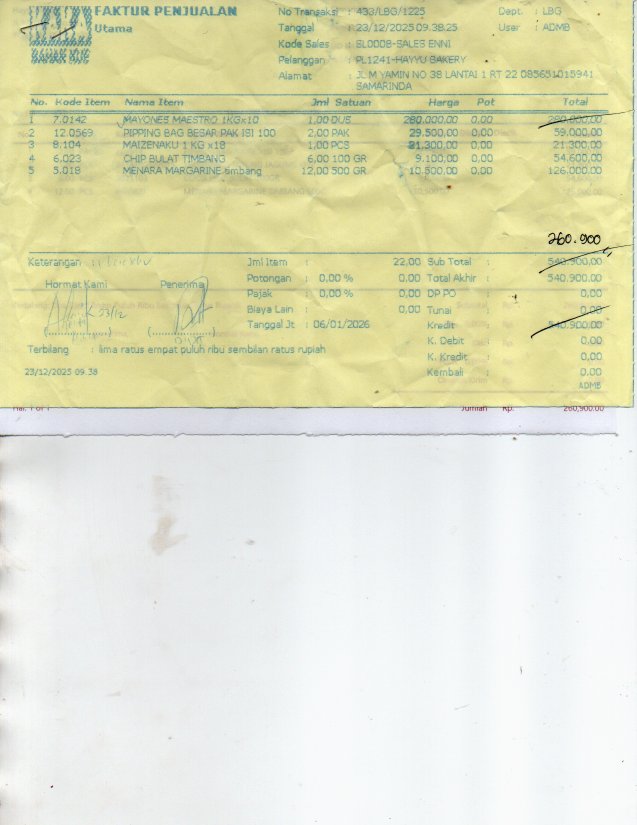 FAKTUR PENJUALAN
Utama
No Transaksi : 433/LBG/1225
Tanggal : 23/12/2025 09.38.25
Kode Sales : SL0008-SALES ENNI
Pelanggan : PL1241-HAYYU BAKERY
Alamat : JL M YAMIN NO 38 LANTAI 1 RT 22 085651015941
SAMARINDA
Dept. : LBG
User : ADMB
No. Kode Item Nama Item Jml Satuan Harga Pot Total
1 7.0142 MAYONES MAESTRO 1KGx10 1,00 DUS 280.000,00 0,00 280.000,00
2 12.0569 PIPPING BAG BESAR PAK ISI 100 2,00 PAK 29.500,00 0,00 59.000,00
3 8.104 MAIZENAKU 1 KG x18 1,00 PCS 21.300,00 0,00 21.300,00
4 6.023 CHIP BULAT TIMBANG 6,00 100 GR 9.100,00 0,00 54.600,00
5 5.018 MENARA MARGARINE timbang 12,00 500 GR 10.500,00 0,00 126.000,00
260.900
Keterangan :
Jml Item : 22,00 Sub Total : 540.900,00
Potongan : 0,00 % 0,00 Total Akhir : 540.900,00
Pajak : 0,00 % 0,00 DP PO : 0,00
Biaya Lain : 0,00 Tunai : 0,00
Tanggal Jt : 06/01/2026 Kredit : 540.900,00
K. Debit : 0,00
K. Kredit : 0,00
Kembali : 0,00
ADMB
Hormat Kami Penerima
23/12
(..................) (..................)
Terbilang : lima ratus empat puluh ribu sembilan ratus rupiah
23/12/2025 09.38
Hal. 1 of 1 Jumlah Rp. 260,900.00